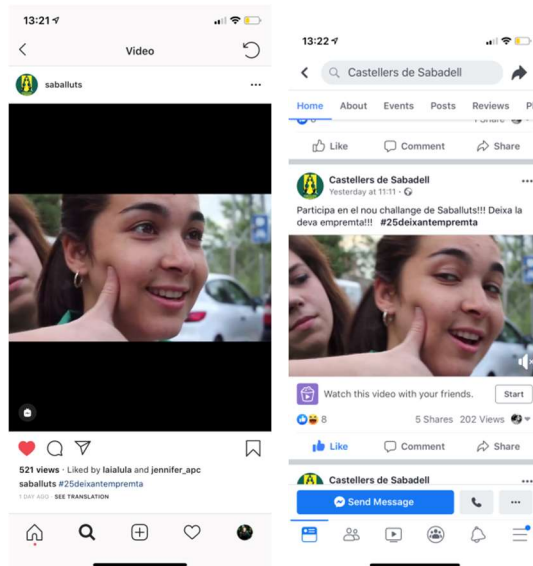 13:21
Video
saballuts
521 views · Liked by laialula and jennifer_apc
saballuts #25deixantempremta
1 DAY AGO · SEE TRANSLATION
13:22
Castellers de Sabadell
Home About Events Posts Reviews
1 Share
Like Comment Share
Castellers de Sabadell
Yesterday at 11:11
Participa en el nou challange de Saballuts!!! Deixa la
deva empremta!!! #25deixantempremta
Watch this video with your friends. Start
8 5 Shares 202 Views
Like Comment Share
Castellers de Sabadell
Send Message